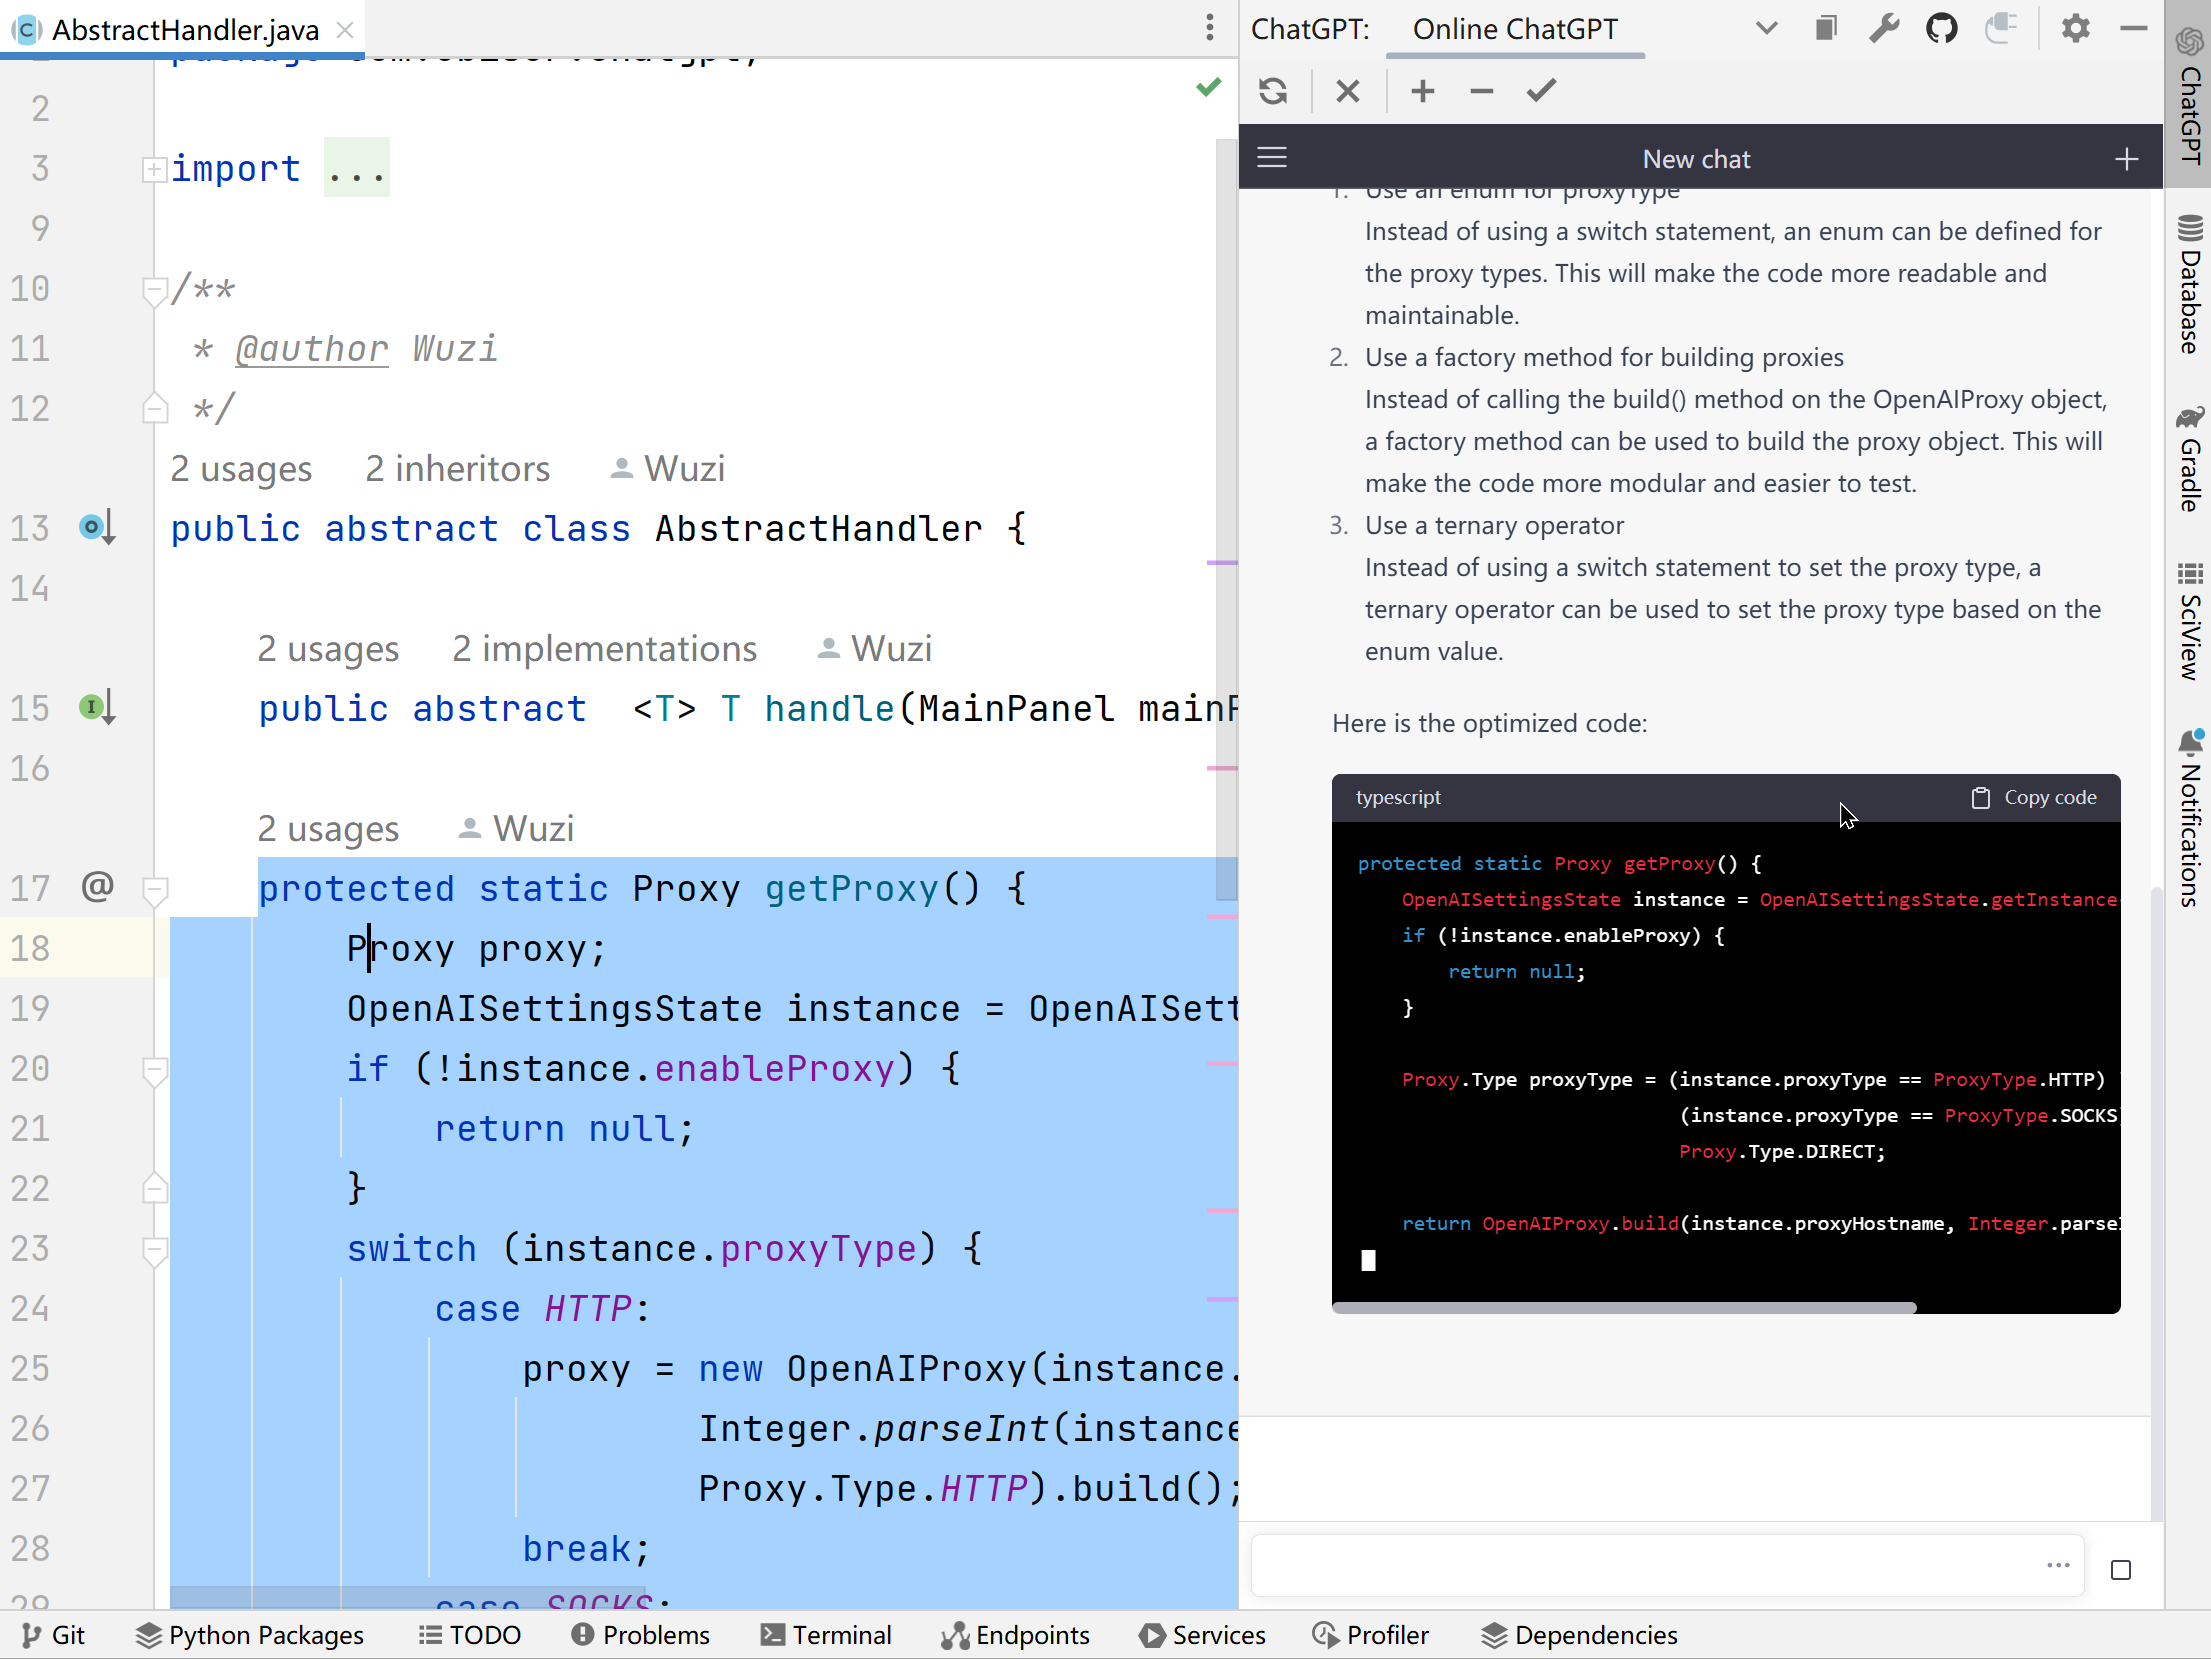 AbstractHandler.java
2
3 import ...
9
10 /**
11 * @author Wuzi
12 */
2 usages 2 inheritors Wuzi
13 public abstract class AbstractHandler {
14
2 usages 2 implementations Wuzi
15 public abstract <T> T handle(MainPanel main
16
2 usages Wuzi
17 @ protected static Proxy getProxy() {
18 Proxy proxy;
19 OpenAISettingsState instance = OpenAISett
20 if (!instance.enableProxy) {
21 return null;
22 }
23 switch (instance.proxyType) {
24 case HTTP:
25 proxy = new OpenAIProxy(instance.
26 Integer.parseInt(instance
27 Proxy.Type.HTTP).build();
28 break;
29 case SOCKS:
ChatGPT: Online ChatGPT
New chat
1. Use an enum for proxyType
Instead of using a switch statement, an enum can be defined for
the proxy types. This will make the code more readable and
maintainable.
2. Use a factory method for building proxies
Instead of calling the build() method on the OpenAIProxy object,
a factory method can be used to build the proxy object. This will
make the code more modular and easier to test.
3. Use a ternary operator
Instead of using a switch statement to set the proxy type, a
ternary operator can be used to set the proxy type based on the
enum value.
Here is the optimized code:
typescript Copy code
protected static Proxy getProxy() {
OpenAISettingsState instance = OpenAISettingsState.getInstance
if (!instance.enableProxy) {
return null;
}
Proxy.Type proxyType = (instance.proxyType == ProxyType.HTTP)
(instance.proxyType == ProxyType.SOCKS
Proxy.Type.DIRECT;
return OpenAIProxy.build(instance.proxyHostname, Integer.parse
ChatGPT
Database
Gradle
SciView
Notifications
Git Python Packages TODO Problems Terminal Endpoints Services Profiler Dependencies